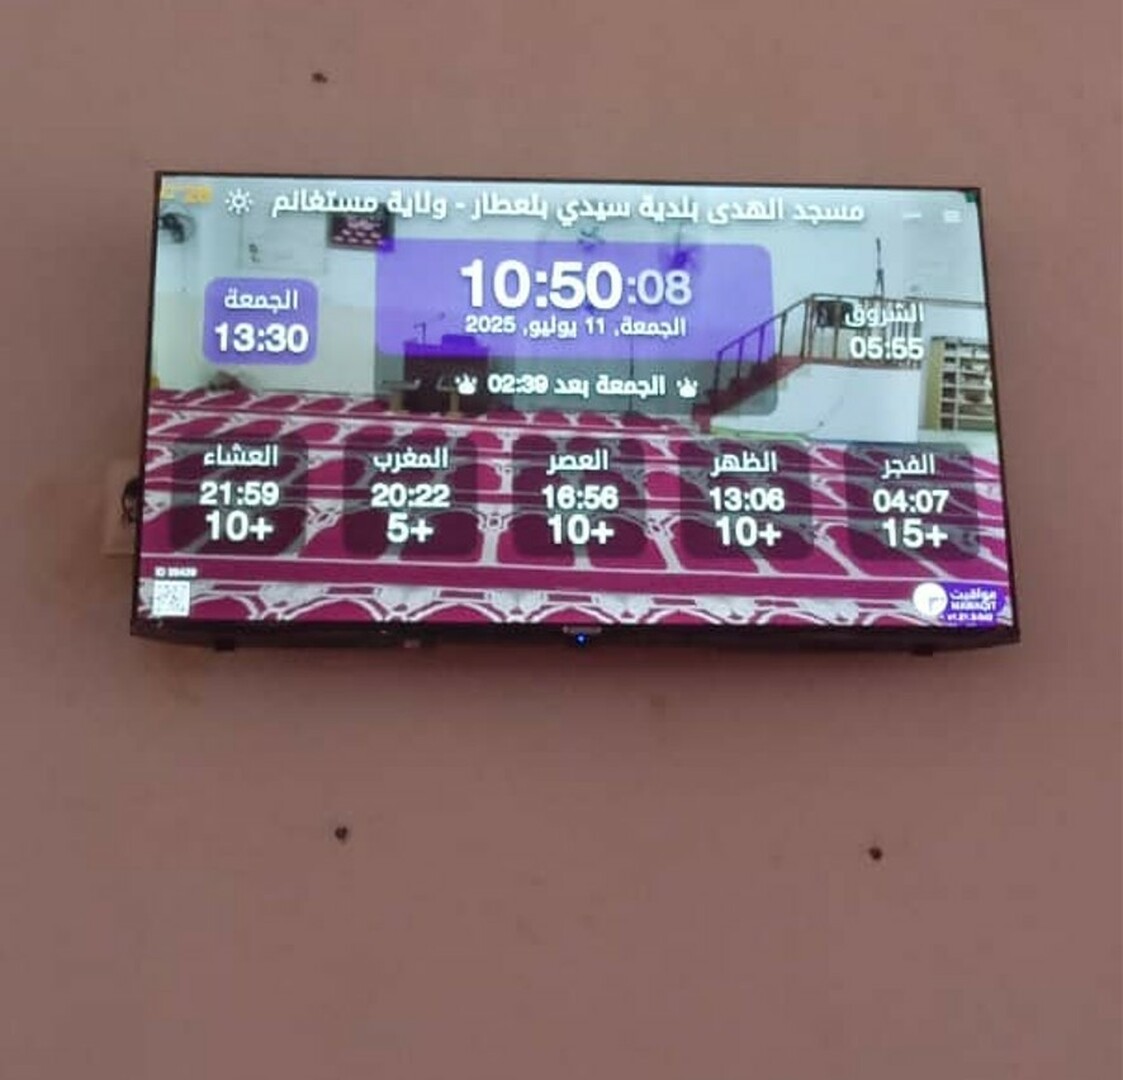 مسجد الهدى بلدية سيدي بلعطار - ولاية مستغانم
10:50:08
الجمعة, 11 يوليو, 2025
الجمعة بعد 02:39
الشروق
05:55
الجمعة
13:30
الفجر
04:07
15+
الظهر
13:06
10+
العصر
16:56
10+
المغرب
20:22
5+
العشاء
21:59
10+
مواقيت
MAWAQIT